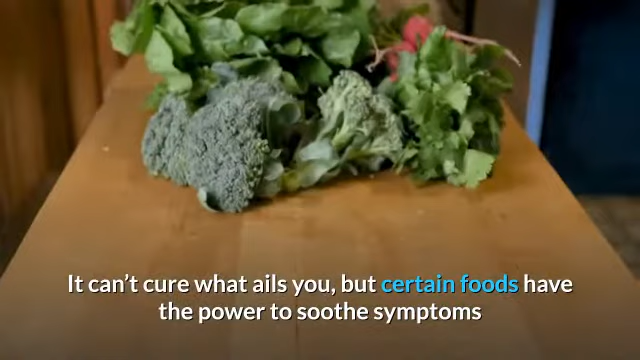 It can't cure what ails you, but certain foods have
the power to soothe symptoms